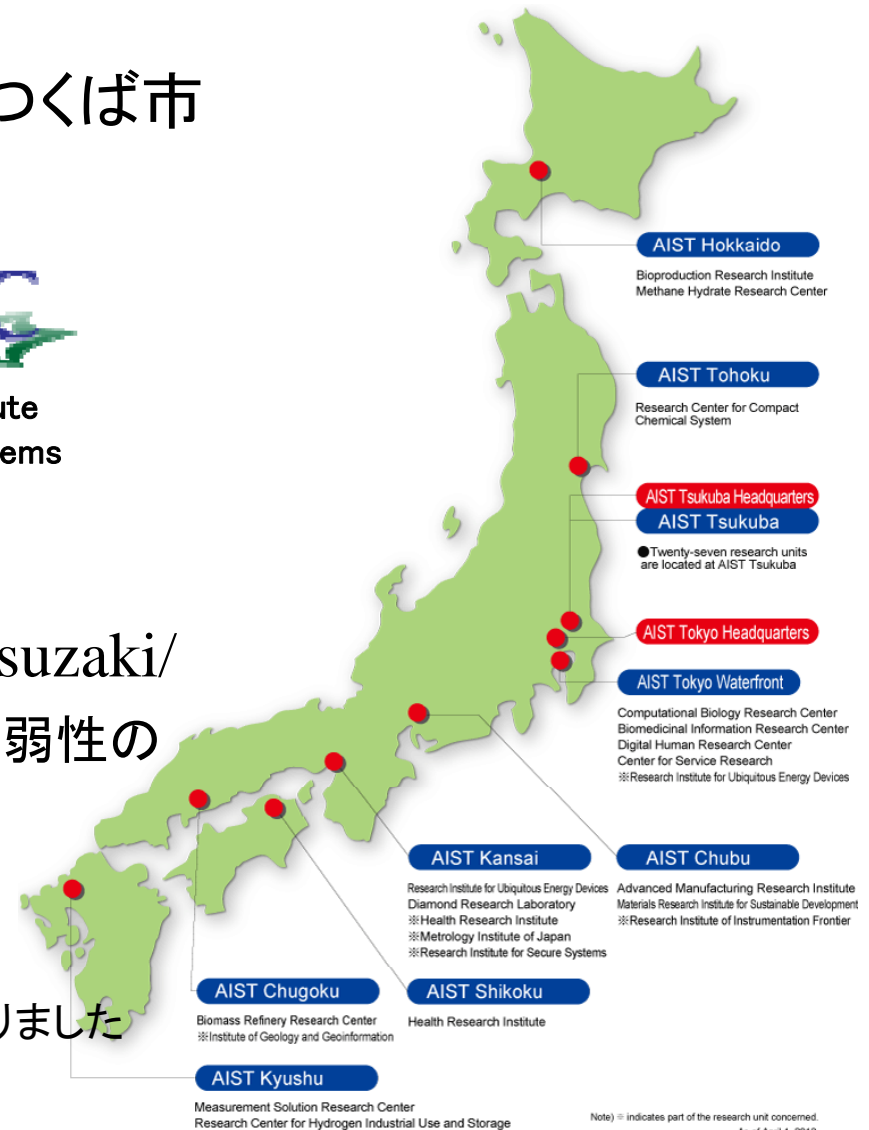 つくば市
AIST Hokkaido
Bioproduction Research Institute
Methane Hydrate Research Center
AIST Tohoku
ute
Research Center for Compact
Chemical System
ems
AIST Tsukuba Headquarters
AIST Tsukuba
●Twenty-seven research units
are located at AIST Tsukuba
AIST Tokyo Headquarters
suzaki/
AIST Tokyo Waterfront
Computational Biology Research Center
Biomedicinal Information Research Center
Digital Human Research Center
Center for Service Research
※Research Institute for Ubiquitous Energy Devices
弱性の
AIST Kansai
Research Institute for Ubiquitous Energy Devices
Diamond Research Laboratory
※Health Research Institute
※Metrology Institute of Japan
※Research Institute for Secure Systems
AIST Chubu
Advanced Manufacturing Research Institute
Materials Research Institute for Sustainable Development
※Research Institute of Instrumentation Frontier
AIST Chugoku
Biomass Refinery Research Center
※Institute of Geology and Geoinformation
AIST Shikoku
Health Research Institute
りました
AIST Kyushu
Measurement Solution Research Center
Research Center for Hydrogen Industrial Use and Storage
Note) ※ indicates part of the research unit concerned.